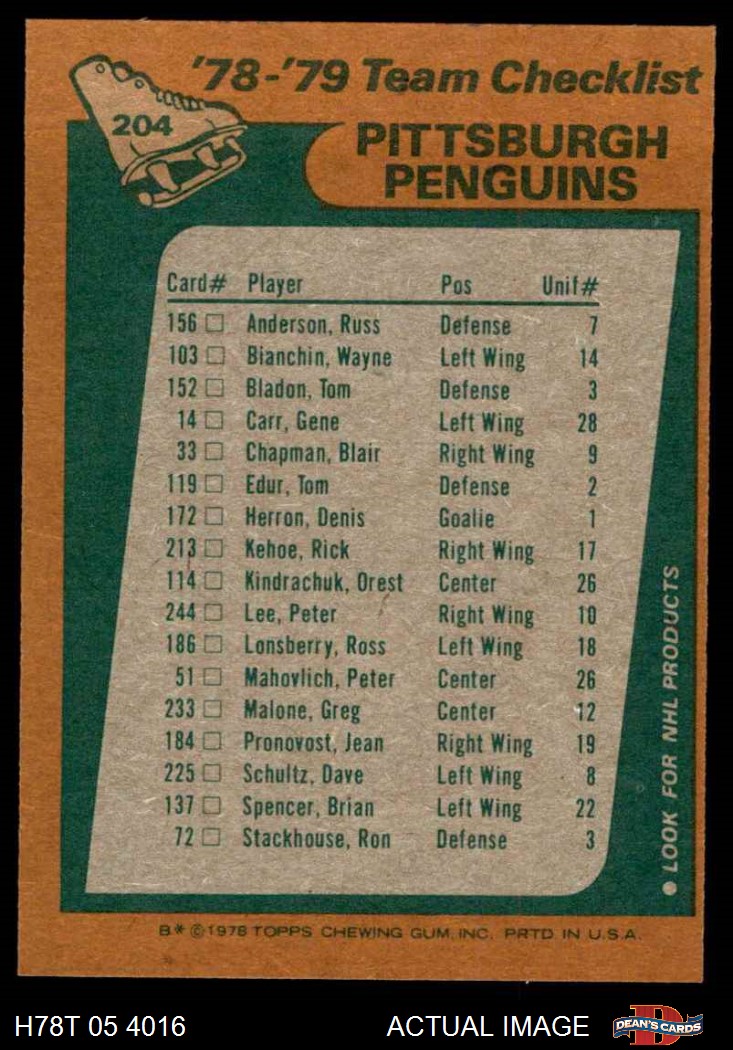 '78-'79 Team Checklist
204
PITTSBURGH
PENGUINS
Card# Player Pos Unif#
156 □ Anderson, Russ Defense 7
103 □ Bianchin, Wayne Left Wing 14
152 □ Bladon, Tom Defense 3
14 □ Carr, Gene Left Wing 28
33 □ Chapman, Blair Right Wing 9
119 □ Edur, Tom Defense 2
172 □ Herron, Denis Goalie 1
213 □ Kehoe, Rick Right Wing 17
114 □ Kindrachuk, Orest Center 26
244 □ Lee, Peter Right Wing 10
186 □ Lonsberry, Ross Left Wing 18
51 □ Mahovlich, Peter Center 26
233 □ Malone, Greg Center 12
184 □ Pronovost, Jean Right Wing 19
225 □ Schultz, Dave Left Wing 8
137 □ Spencer, Brian Left Wing 22
72 □ Stackhouse, Ron Defense 3
● LOOK FOR NHL PRODUCTS
B* ©1978 TOPPS CHEWING GUM, INC. PRTD IN U.S.A.
H78T 05 4016 ACTUAL IMAGE DEAN'S CARDS